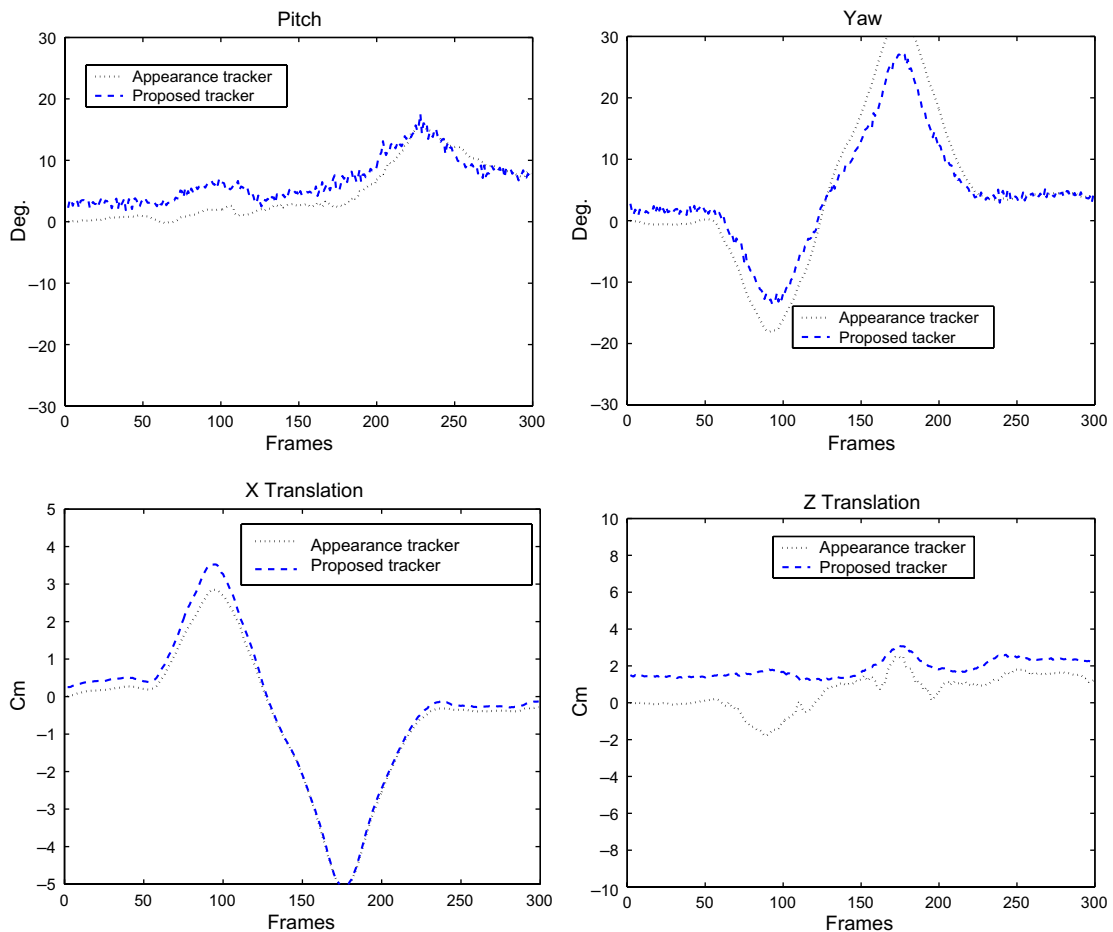 Pitch
30
20
10
0
–10
–20
–30
Deg.
Appearance tracker
Proposed tracker
0 50 100 150 200 250 300
Frames
Yaw
30
20
10
0
–10
–20
–30
Deg.
Appearance tracker
Proposed tacker
0 50 100 150 200 250 300
Frames
X Translation
5
4
3
2
1
0
–1
–2
–3
–4
–5
Cm
Appearance tracker
Proposed tracker
0 50 100 150 200 250 300
Frames
Z Translation
10
8
6
4
2
0
–2
–4
–6
–8
–10
Cm
Appearance tracker
Proposed tracker
0 50 100 150 200 250 300
Frames